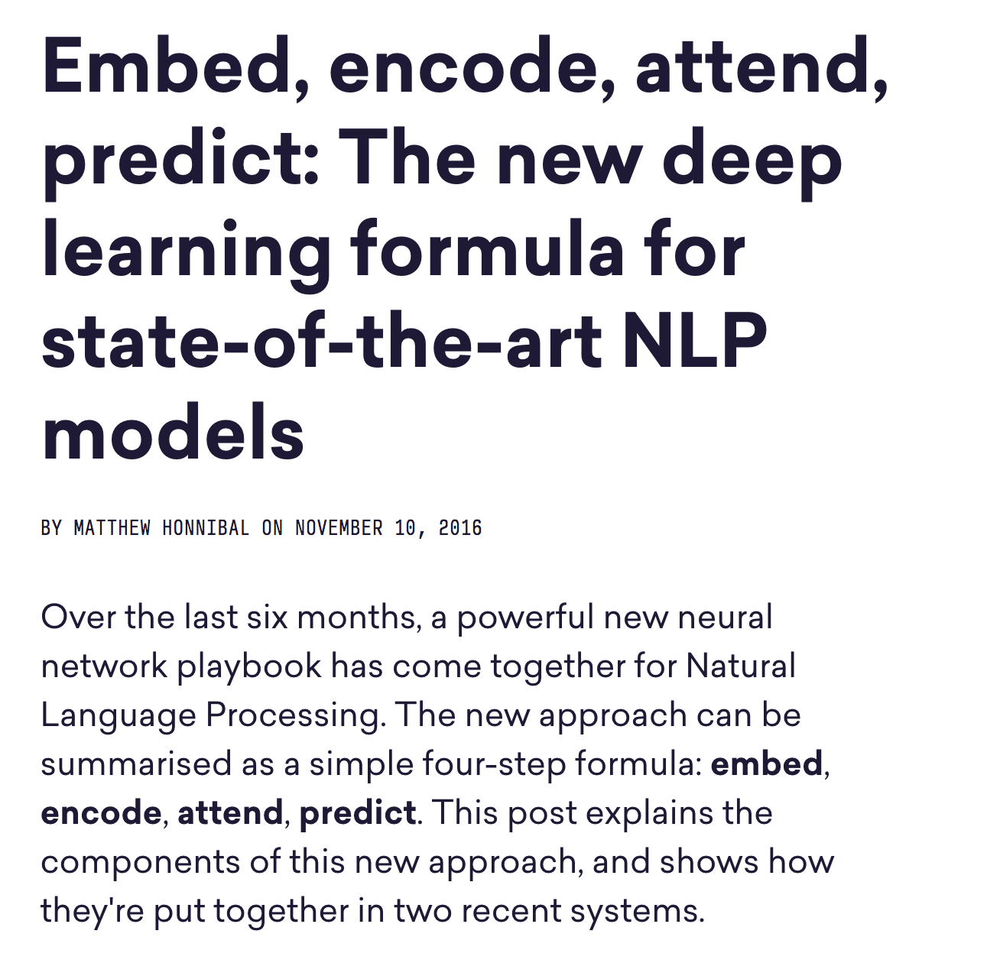 Embed, encode, attend,
predict: The new deep
learning formula for
state-of-the-art NLP
models
BY MATTHEW HONNIBAL ON NOVEMBER 10, 2016
Over the last six months, a powerful new neural
network playbook has come together for Natural
Language Processing. The new approach can be
summarised as a simple four-step formula: embed,
encode, attend, predict. This post explains the
components of this new approach, and shows how
they're put together in two recent systems.